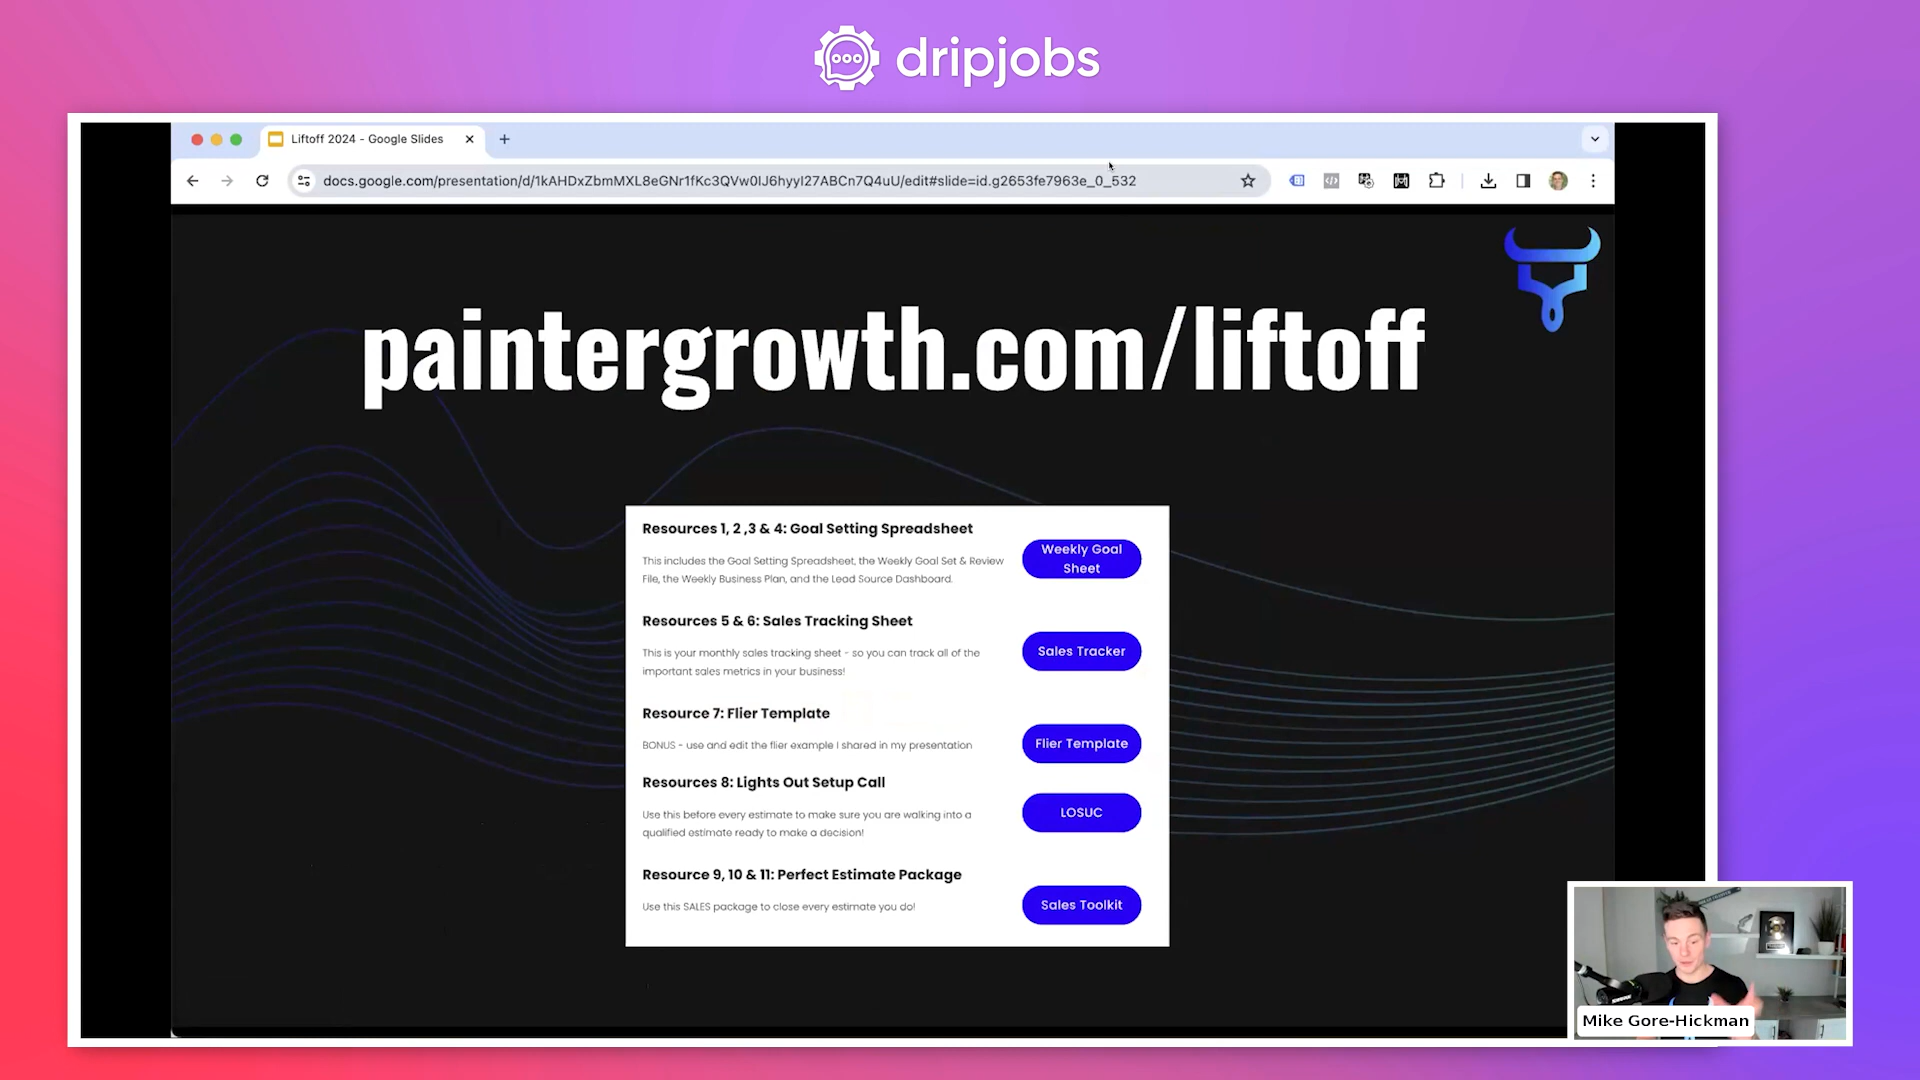 dripjobs
Liftoff 2024 - Google Slides
docs.google.com/presentation/d/1kAHDxZbmMXL8eGNr1fKc3QVw0IJ6hyyI27ABCn7Q4uU/edit#slide=id.g2653fe7963e_0_532
paintergrowth.com/liftoff
Resources 1, 2 ,3 & 4: Goal Setting Spreadsheet
This includes the Goal Setting Spreadsheet, the Weekly Goal Set & Review
File, the Weekly Business Plan, and the Lead Source Dashboard.
Weekly Goal
Sheet
Resources 5 & 6: Sales Tracking Sheet
This is your monthly sales tracking sheet - so you can track all of the
important sales metrics in your business!
Sales Tracker
Resource 7: Flier Template
BONUS - use and edit the flier example I shared in my presentation
Flier Template
Resources 8: Lights Out Setup Call
Use this before every estimate to make sure you are walking into a
qualified estimate ready to make a decision!
LOSUC
Resource 9, 10 & 11: Perfect Estimate Package
Use this SALES package to close every estimate you do!
Sales Toolkit
Mike Gore-Hickman